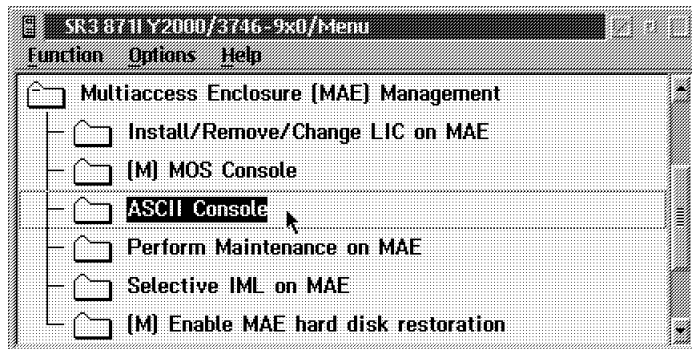 SR3 871I Y2000/3746-9x0/Menu
Function Options Help
Multiaccess Enclosure (MAE) Management
Install/Remove/Change LIC on MAE
(M) MOS Console
ASCII Console
Perform Maintenance on MAE
Selective IML on MAE
(M) Enable MAE hard disk restoration